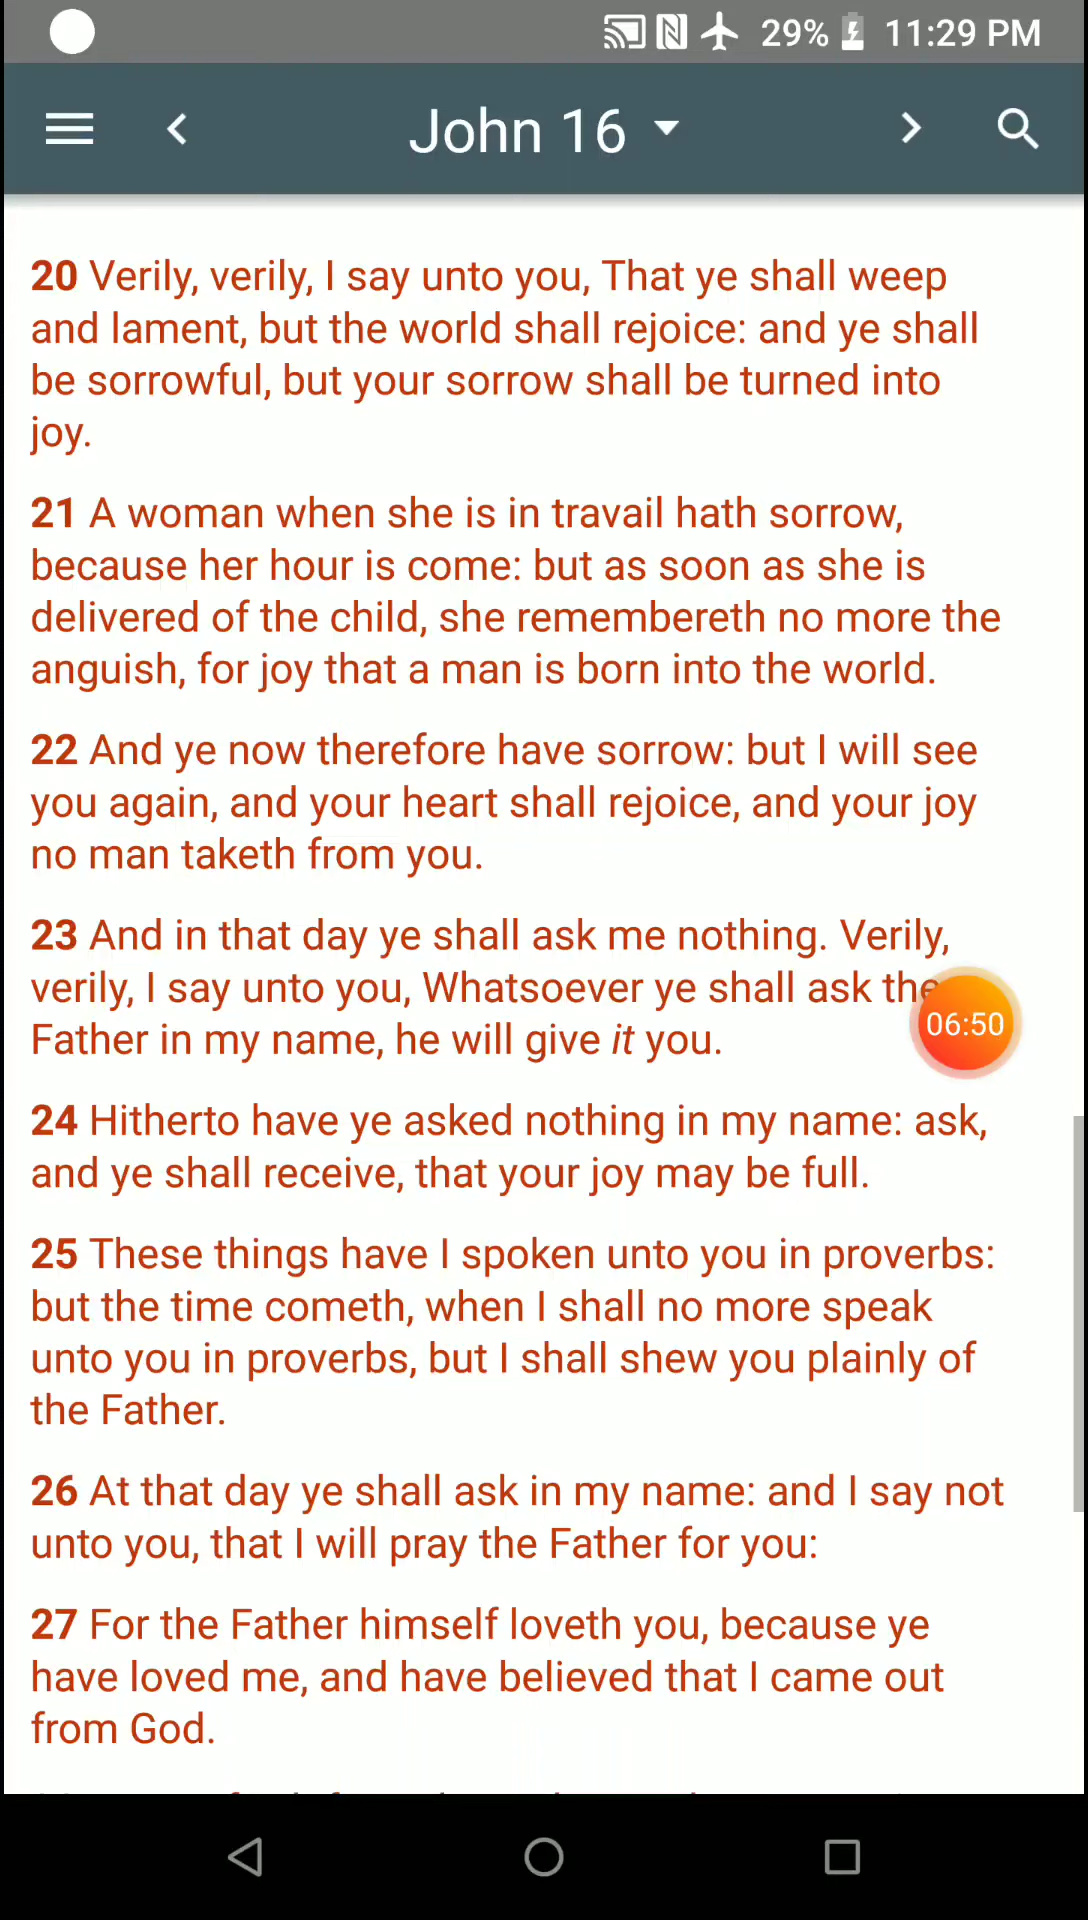 29% 11:29 PM
John 16
20 Verily, verily, I say unto you, That ye shall weep
and lament, but the world shall rejoice: and ye shall
be sorrowful, but your sorrow shall be turned into
joy.
21 A woman when she is in travail hath sorrow,
because her hour is come: but as soon as she is
delivered of the child, she remembereth no more the
anguish, for joy that a man is born into the world.
22 And ye now therefore have sorrow: but I will see
you again, and your heart shall rejoice, and your joy
no man taketh from you.
23 And in that day ye shall ask me nothing. Verily,
verily, I say unto you, Whatsoever ye shall ask the
06:50
Father in my name, he will give it you.
24 Hitherto have ye asked nothing in my name: ask,
and ye shall receive, that your joy may be full.
25 These things have I spoken unto you in proverbs:
but the time cometh, when I shall no more speak
unto you in proverbs, but I shall shew you plainly of
the Father.
26 At that day ye shall ask in my name: and I say not
unto you, that I will pray the Father for you:
27 For the Father himself loveth you, because ye
have loved me, and have believed that I came out
from God.